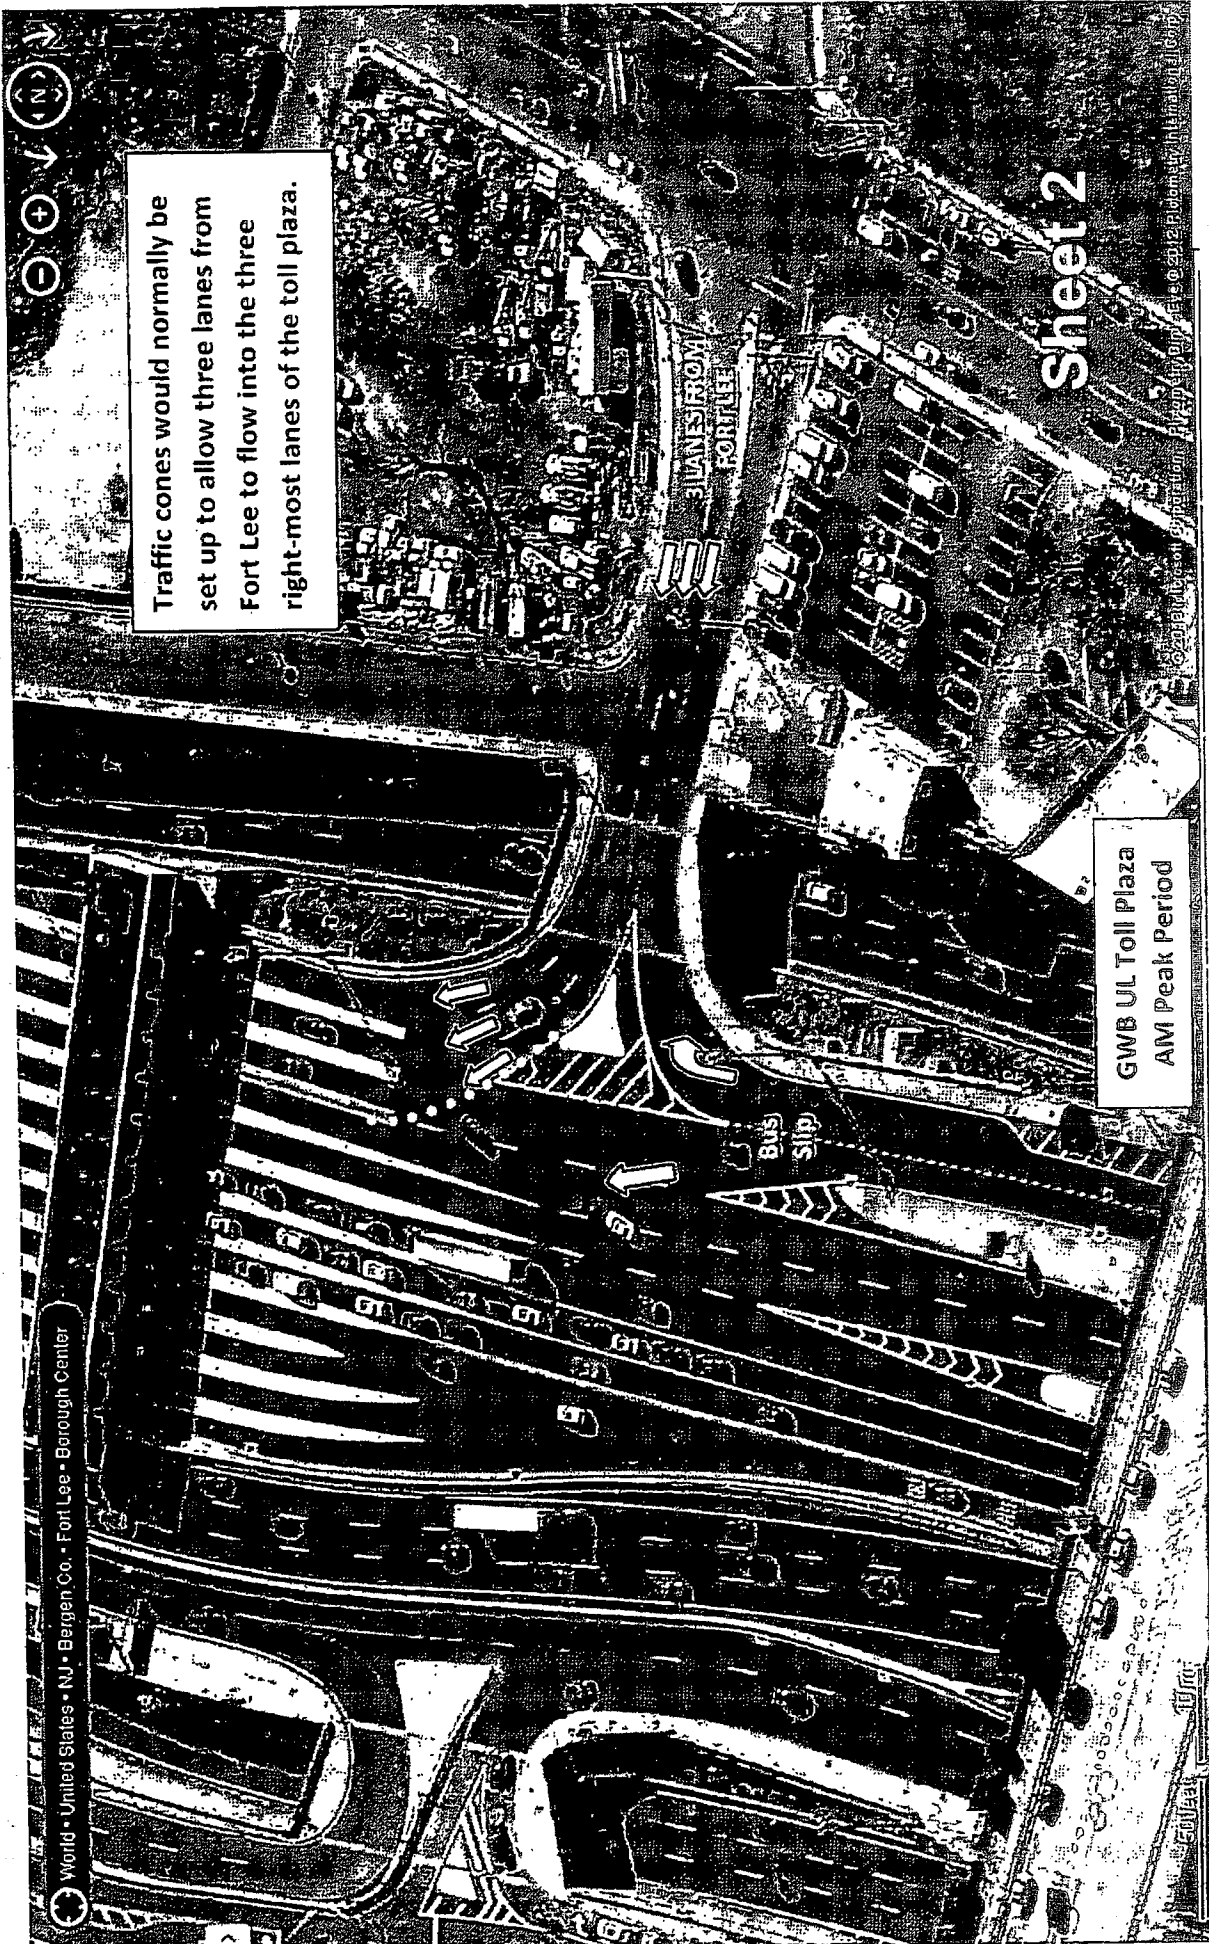 World • United States • NJ • Bergen Co. • Fort Lee • Borough Center
N
Traffic cones would normally be
set up to allow three lanes from
Fort Lee to flow into the three
right-most lanes of the toll plaza.
3 LANES FROM
FORT LEE
Bus
Slip
GWB UL Toll Plaza
AM Peak Period
Sheet 2